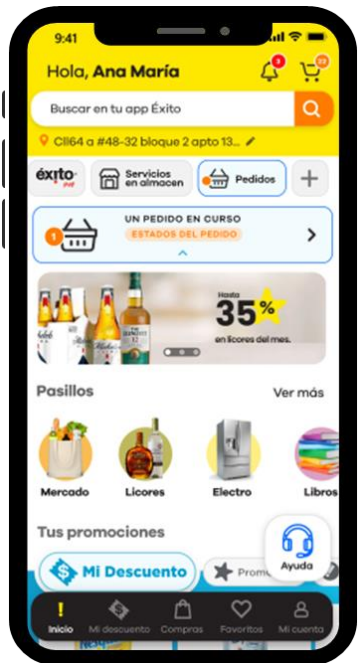 9:41
Hola, Ana María
Buscar en tu app Éxito
Cll64 a #48-32 bloque 2 apto 13...
éxito
Servicios
en almacen
Pedidos
1
UN PEDIDO EN CURSO
ESTADOS DEL PEDIDO
Hasta
35%
en licores del mes.
Pasillos
Ver más
Mercado
Licores
Electro
Libros
Tus promociones
Mi Descuento
Promo
Ayuda
Inicio
Mi descuento
Compras
Favoritos
Mi cuenta